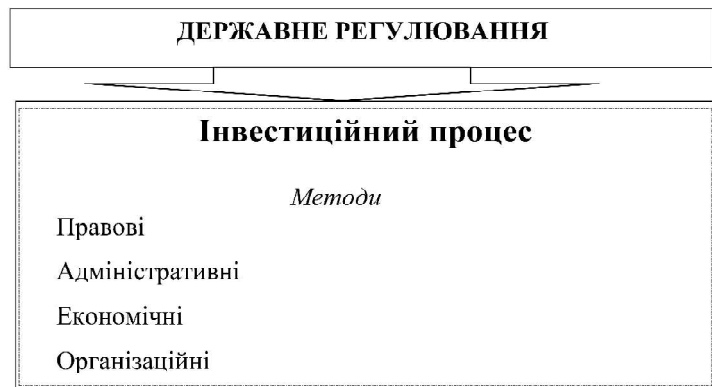 ДЕРЖАВНЕ РЕГУЛЮВАННЯ
Інвестиційний процес
Методи
Правові
Адміністративні
Економічні
Організаційні